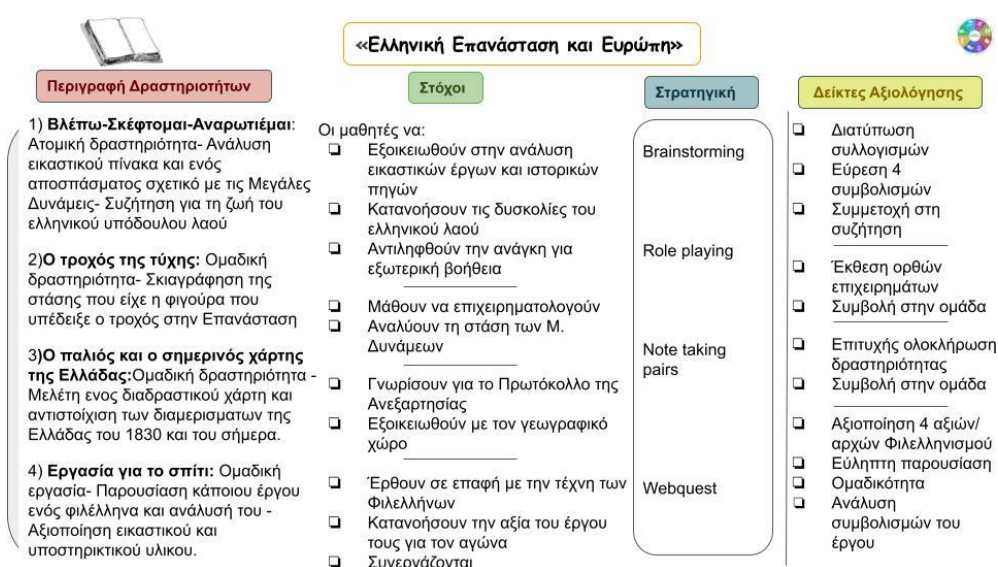 «Ελληνική Επανάσταση και Ευρώπη»
Περιγραφή Δραστηριοτήτων
1) Βλέπω-Σκέφτομαι-Αναρωτιέμαι:
Ατομική δραστηριότητα- Ανάλυση
εικαστικού πίνακα και ενός
αποσπάσματος σχετικό με τις Μεγάλες
Δυνάμεις- Συζήτηση για τη ζωή του
ελληνικού υπόδουλου λαού
2)Ο τροχός της τύχης: Ομαδική
δραστηριότητα- Σκιαγράφηση της
στάσης που είχε η φιγούρα που
υπέδειξε ο τροχός στην Επανάσταση
3)Ο παλιός και ο σημερινός χάρτης
της Ελλάδας:Ομαδική δραστηριότητα -
Μελέτη ενος διαδραστικού χάρτη και
αντιστοίχιση των διαμερισματων της
Ελλάδας του 1830 και του σήμερα.
4) Εργασία για το σπίτι: Ομαδική
εργασία- Παρουσίαση κάποιου έργου
ενός φιλέλληνα και ανάλυσή του -
Αξιοποίηση εικαστικού και
υποστηρικτικού υλικου.
Στόχοι
Οι μαθητές να:
Εξοικειωθούν στην ανάλυση
εικαστικών έργων και ιστορικών
πηγών
Κατανοήσουν τις δυσκολίες του
ελληνικού λαού
Αντιληφθούν την ανάγκη για
εξωτερική βοήθεια
Μάθουν να επιχειρηματολογούν
Αναλύουν τη στάση των Μ.
Δυνάμεων
Γνωρίσουν για το Πρωτόκολλο της
Ανεξαρτησίας
Εξοικειωθούν με τον γεωγραφικό
χώρο
Έρθουν σε επαφή με την τέχνη των
Φιλελλήνων
Κατανοήσουν την αξία του έργου
τους για τον αγώνα
Συνεργάζονται
Στρατηγική
Brainstorming
Role playing
Note taking
pairs
Webquest
Δείκτες Αξιολόγησης
Διατύπωση
συλλογισμών
Εύρεση 4
συμβολισμών
Συμμετοχή στη
συζήτηση
Έκθεση ορθών
επιχειρημάτων
Συμβολή στην ομάδα
Επιτυχής ολοκλήρωση
δραστηριότητας
Συμβολή στην ομάδα
Αξιοποίηση 4 αξιών/
αρχών Φιλελληνισμού
Εύληπτη παρουσίαση
Ομαδικότητα
Ανάλυση
συμβολισμών του
έργου